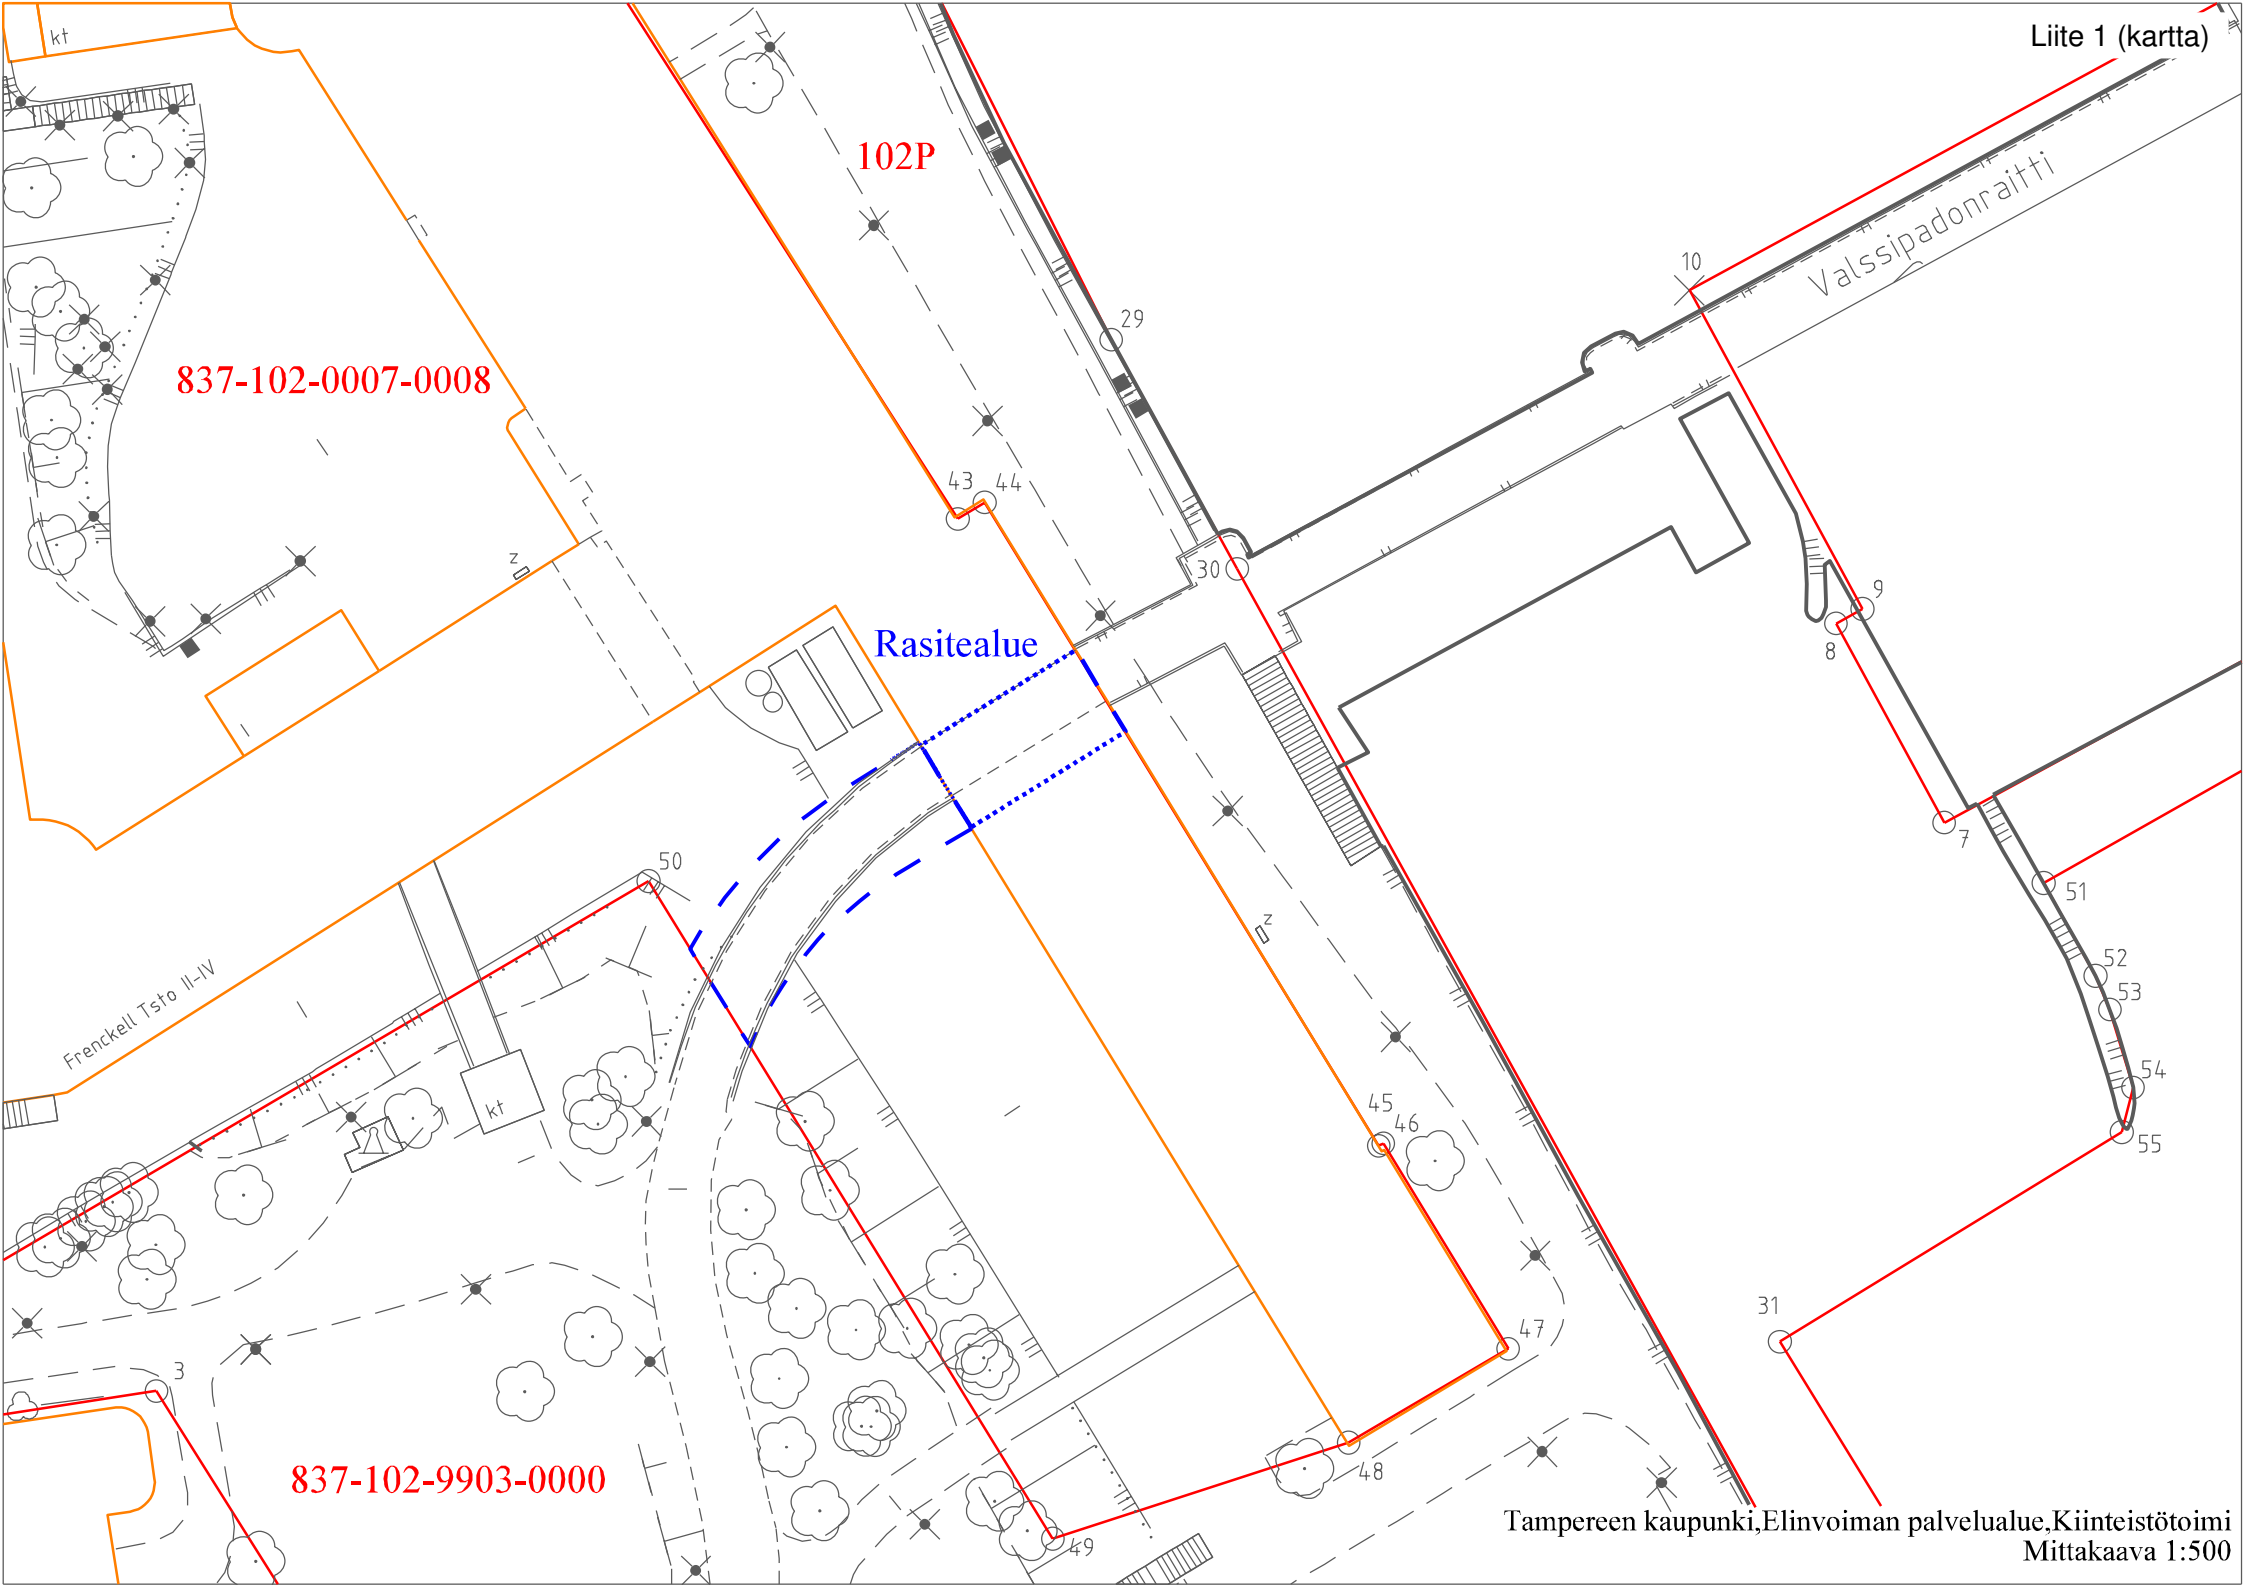 Liite 1 (kartta)
kt
102P
Valssipadonraitti
10
29
837-102-0007-0008
43
44
z
30
9
8
Rasitealue
7
50
51
z
52
53
Frenckell Tsto II-IV
54
kt
45
46
55
31
47
3
48
837-102-9903-0000
49
Tampereen kaupunki,Elinvoiman palvelualue,Kiinteistötoimi
Mittakaava 1:500